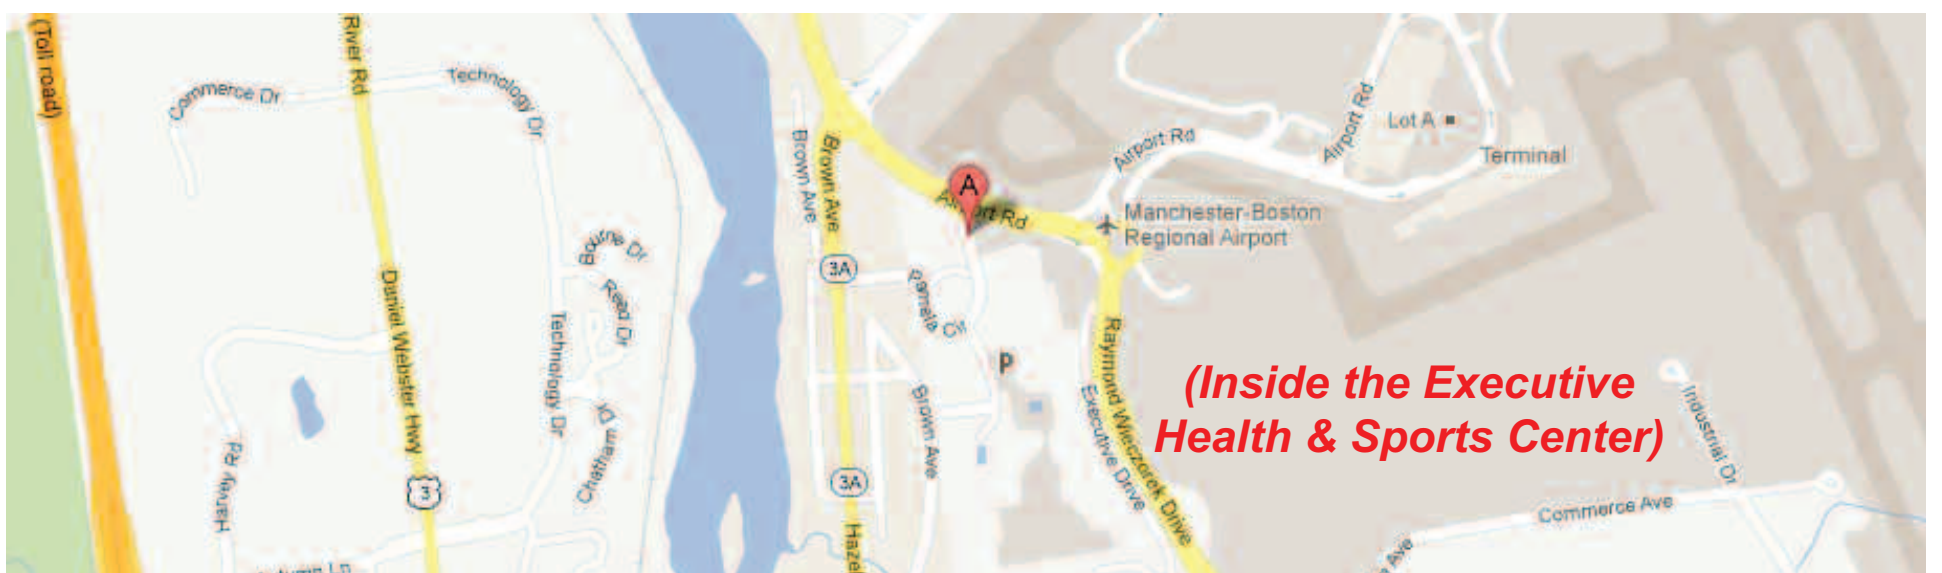 (Toll road)
River Rd
Commerce Dr
Technology Dr
Brown Ave
Brown Ave
A
Airport Rd
Airport Rd
Airport Rd
Lot A
Terminal
Manchester-Boston
Regional Airport
Bourne Dr
Read Dr
3A
Pamela Cir
Daniel Webster Hwy
Technology Dr
P
Raymond Wieczorek Drive
Executive Drive
(Inside the Executive
Health & Sports Center)
Industrial Dr
Brown Ave
Chatham Dr
Harvey Rd
3
3A
Commerce Ave
Ave